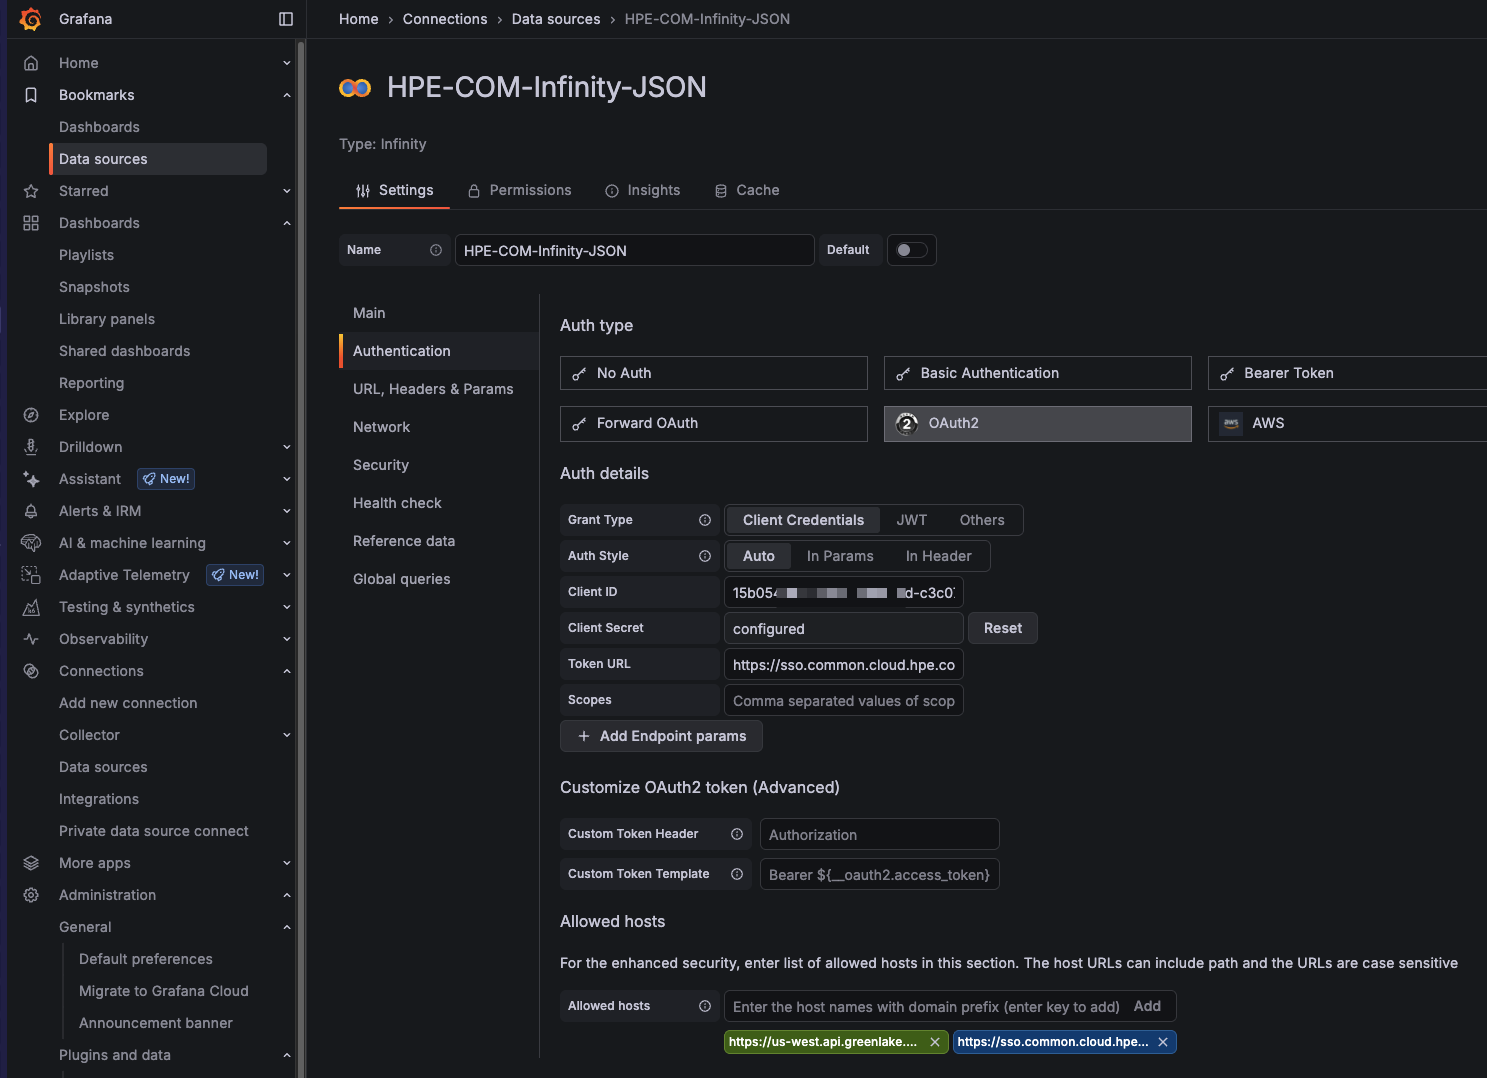 Grafana
Home › Connections › Data sources › HPE-COM-Infinity-JSON
Home
Bookmarks
Dashboards
Data sources
Starred
Dashboards
Playlists
Snapshots
Library panels
Shared dashboards
Reporting
Explore
Drilldown
Assistant New!
Alerts & IRM
AI & machine learning
Adaptive Telemetry New!
Testing & synthetics
Observability
Connections
Add new connection
Collector
Data sources
Integrations
Private data source connect
More apps
Administration
General
Default preferences
Migrate to Grafana Cloud
Announcement banner
Plugins and data
HPE-COM-Infinity-JSON
Type: Infinity
Settings Permissions Insights Cache
Name HPE-COM-Infinity-JSON Default
Main
Authentication
URL, Headers & Params
Network
Security
Health check
Reference data
Global queries
Auth type
No Auth Basic Authentication Bearer Token
Forward OAuth 2 OAuth2 aws AWS
Auth details
Grant Type Client Credentials JWT Others
Auth Style Auto In Params In Header
Client ID 15b054 d-c3c0
Client Secret configured Reset
Token URL https://sso.common.cloud.hpe.co
Scopes Comma separated values of scop
+ Add Endpoint params
Customize OAuth2 token (Advanced)
Custom Token Header Authorization
Custom Token Template Bearer ${__oauth2.access_token}
Allowed hosts
For the enhanced security, enter list of allowed hosts in this section. The host URLs can include path and the URLs are case sensitive
Allowed hosts Enter the host names with domain prefix (enter key to add) Add
https://us-west.api.greenlake.... https://sso.common.cloud.hpe...